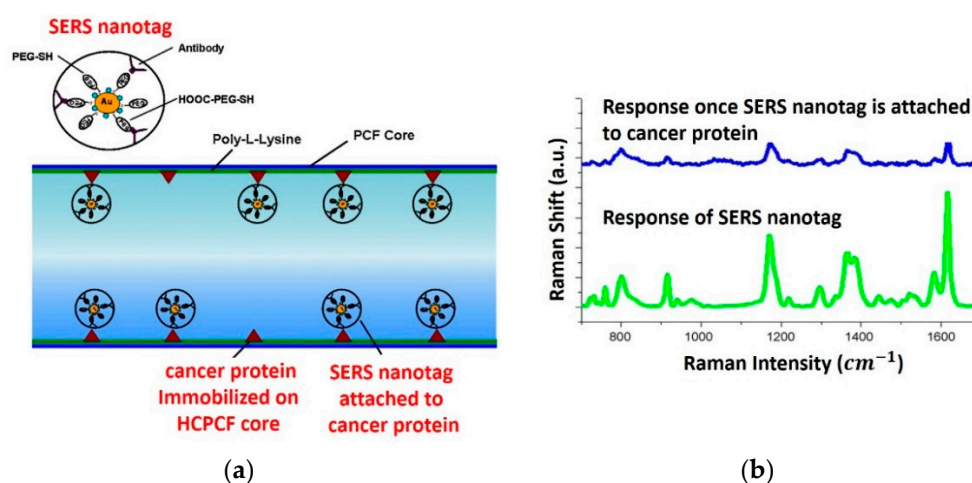 SERS nanotag
PEG-SH
Antibody
Au
HOOC-PEG-SH
Poly-L-Lysine
PCF Core
cancer protein
Immobilized on
HCPCF core
SERS nanotag
attached to
cancer protein
(a)
Response once SERS nanotag is attached
to cancer protein
Response of SERS nanotag
Raman Shift (a.u.)
800
1000
1200
1400
1600
Raman Intensity (cm⁻¹)
(b)